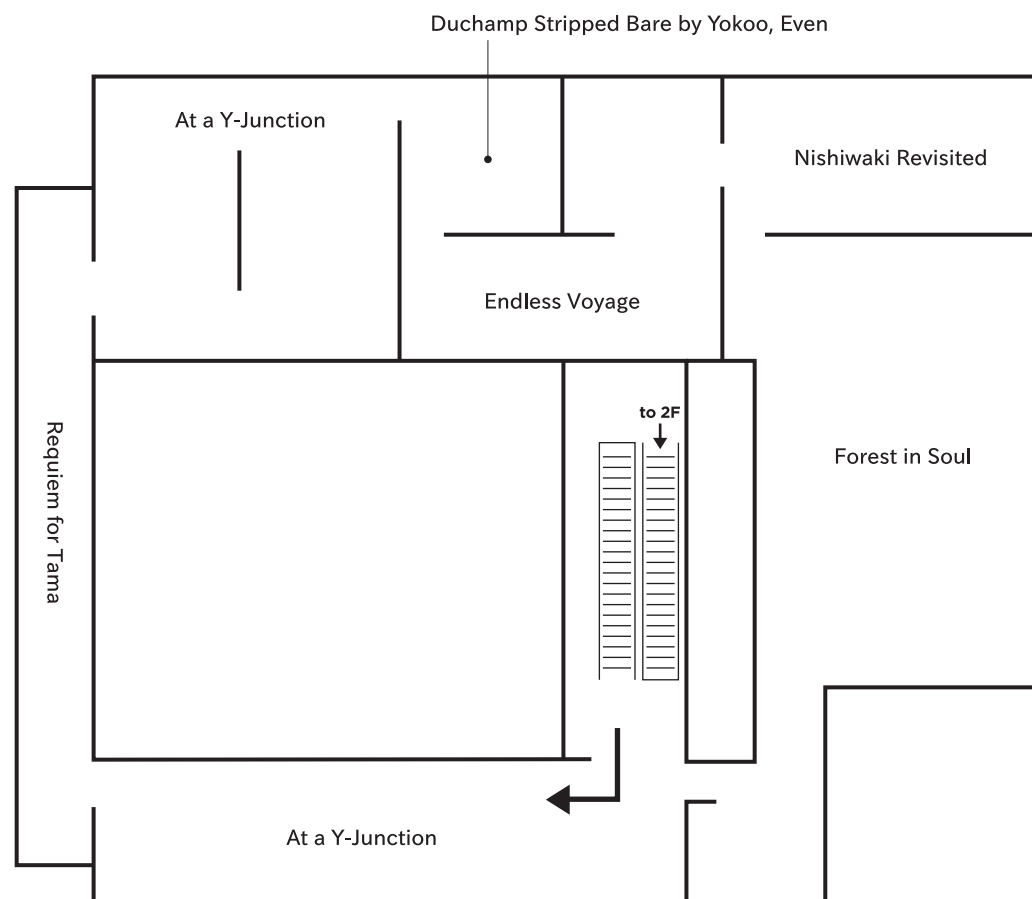 Duchamp Stripped Bare by Yokoo, Even
At a Y-Junction
Nishiwaki Revisited
Endless Voyage
to 2F
Requiem for Tama
Forest in Soul
At a Y-Junction